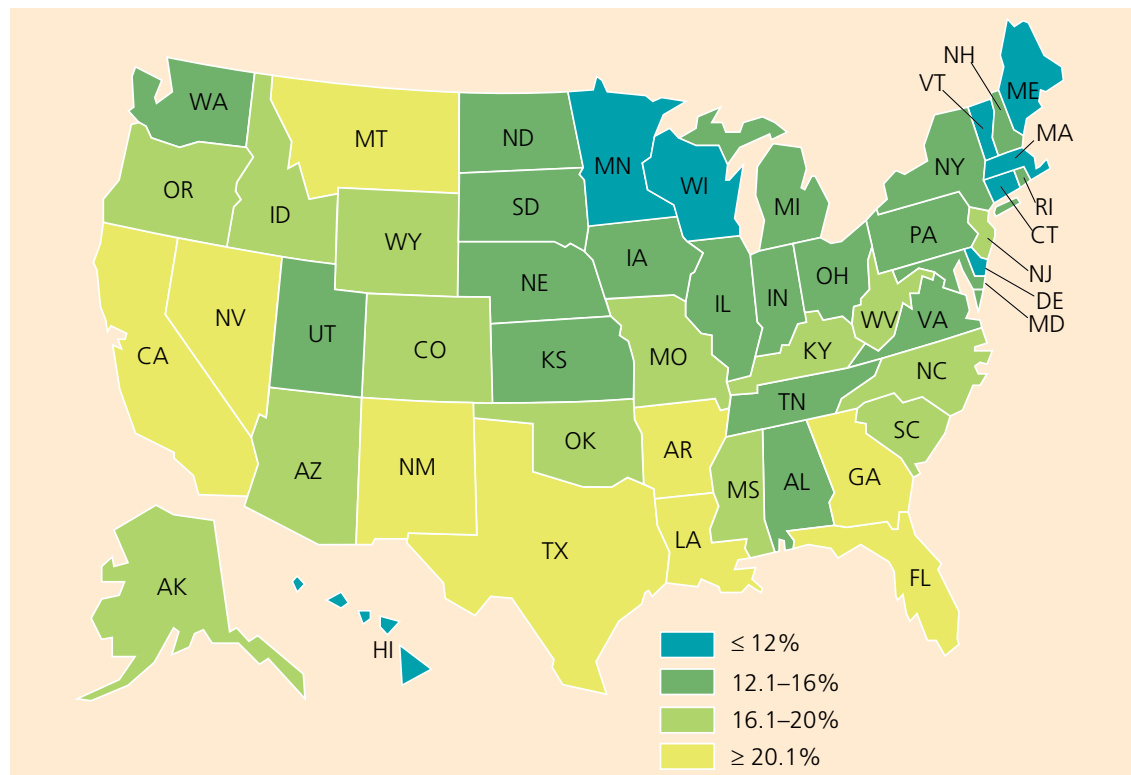 NH
VT
ME
WA
MA
MT
ND
MN
NY
OR
WI
SD
MI
ID
RI
WY
CT
PA
IA
NJ
NE
OH
DE
IL
IN
NV
UT
WV
VA
MD
CO
CA
KS
MO
KY
NC
TN
SC
OK
AR
AZ
NM
GA
MS
AL
LA
TX
FL
AK
HI
≤ 12%
12.1–16%
16.1–20%
≥ 20.1%